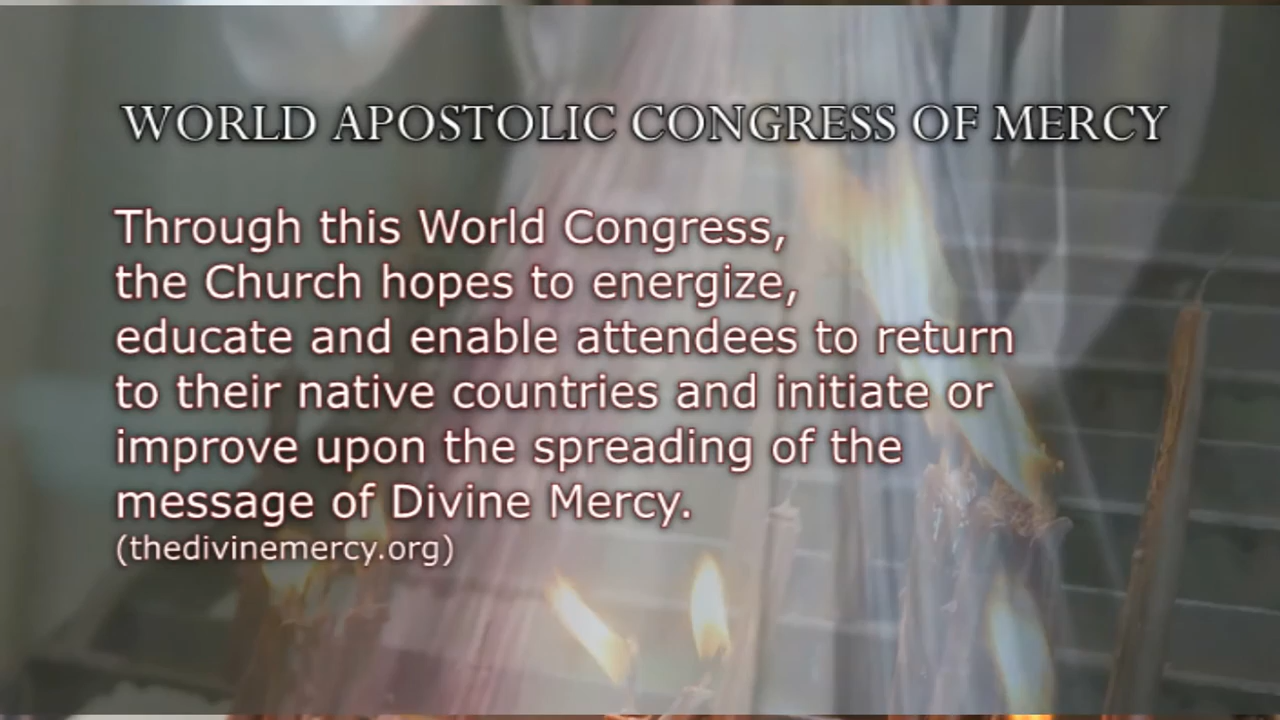 WORLD APOSTOLIC CONGRESS OF MERCY
Through this World Congress,
the Church hopes to energize,
educate and enable attendees to return
to their native countries and initiate or
improve upon the spreading of the
message of Divine Mercy.
(thedivinemercy.org)